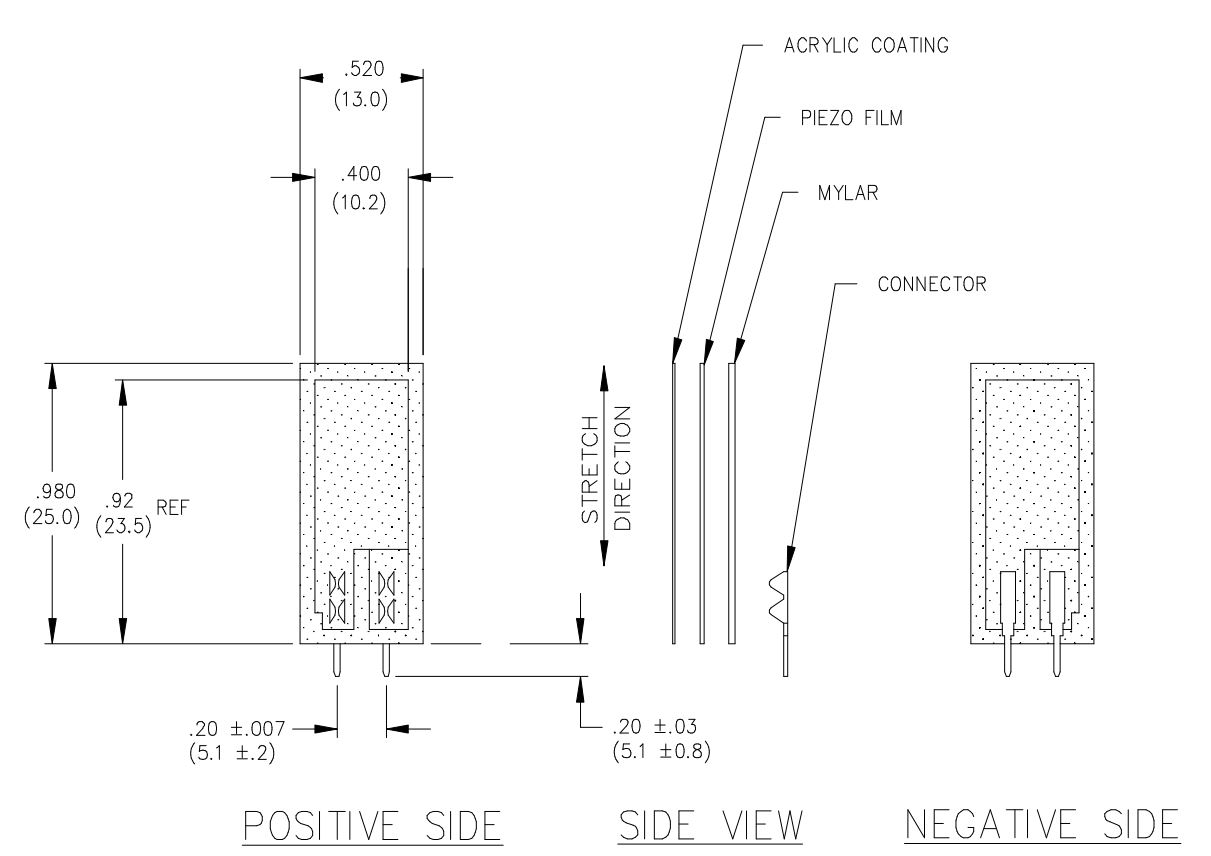 ACRYLIC COATING
.520
(13.0)
PIEZO FILM
.400
(10.2)
MYLAR
CONNECTOR
STRETCH
DIRECTION
.980
(25.0)
.92
(23.5)
REF
.20 ±.007
(5.1 ±.2)
.20 ±.03
(5.1 ±0.8)
POSITIVE SIDE
SIDE VIEW
NEGATIVE SIDE